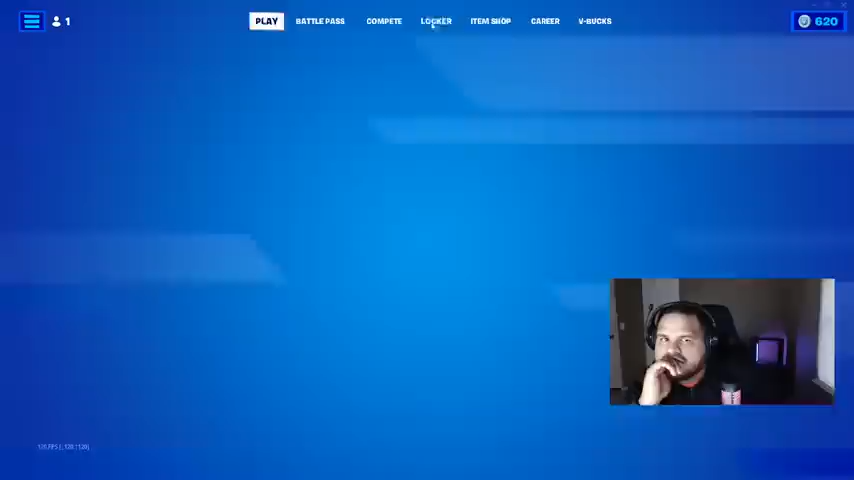 1
PLAY
BATTLE PASS
COMPETE
LOCKER
ITEM SHOP
CAREER
V-BUCKS
620